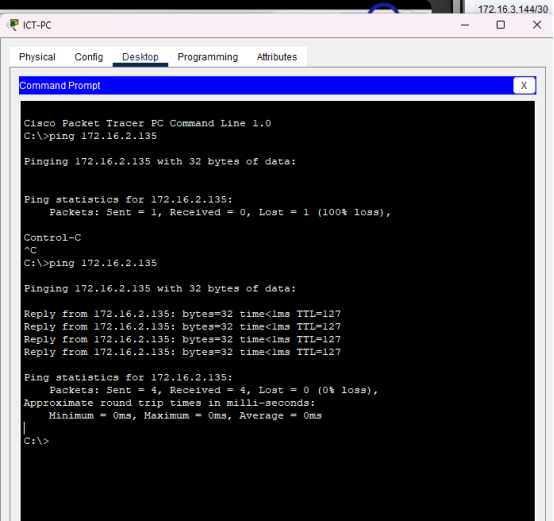 172.16.3.144/30
ICT-PC
Physical Config Desktop Programming Attributes
Command Prompt X
Cisco Packet Tracer PC Command Line 1.0
C:\>ping 172.16.2.135
Pinging 172.16.2.135 with 32 bytes of data:
Ping statistics for 172.16.2.135:
Packets: Sent = 1, Received = 0, Lost = 1 (100% loss),
Control-C
^C
C:\>ping 172.16.2.135
Pinging 172.16.2.135 with 32 bytes of data:
Reply from 172.16.2.135: bytes=32 time<1ms TTL=127
Reply from 172.16.2.135: bytes=32 time<1ms TTL=127
Reply from 172.16.2.135: bytes=32 time<1ms TTL=127
Reply from 172.16.2.135: bytes=32 time<1ms TTL=127
Ping statistics for 172.16.2.135:
Packets: Sent = 4, Received = 4, Lost = 0 (0% loss),
Approximate round trip times in milli-seconds:
Minimum = 0ms, Maximum = 0ms, Average = 0ms
C:\>